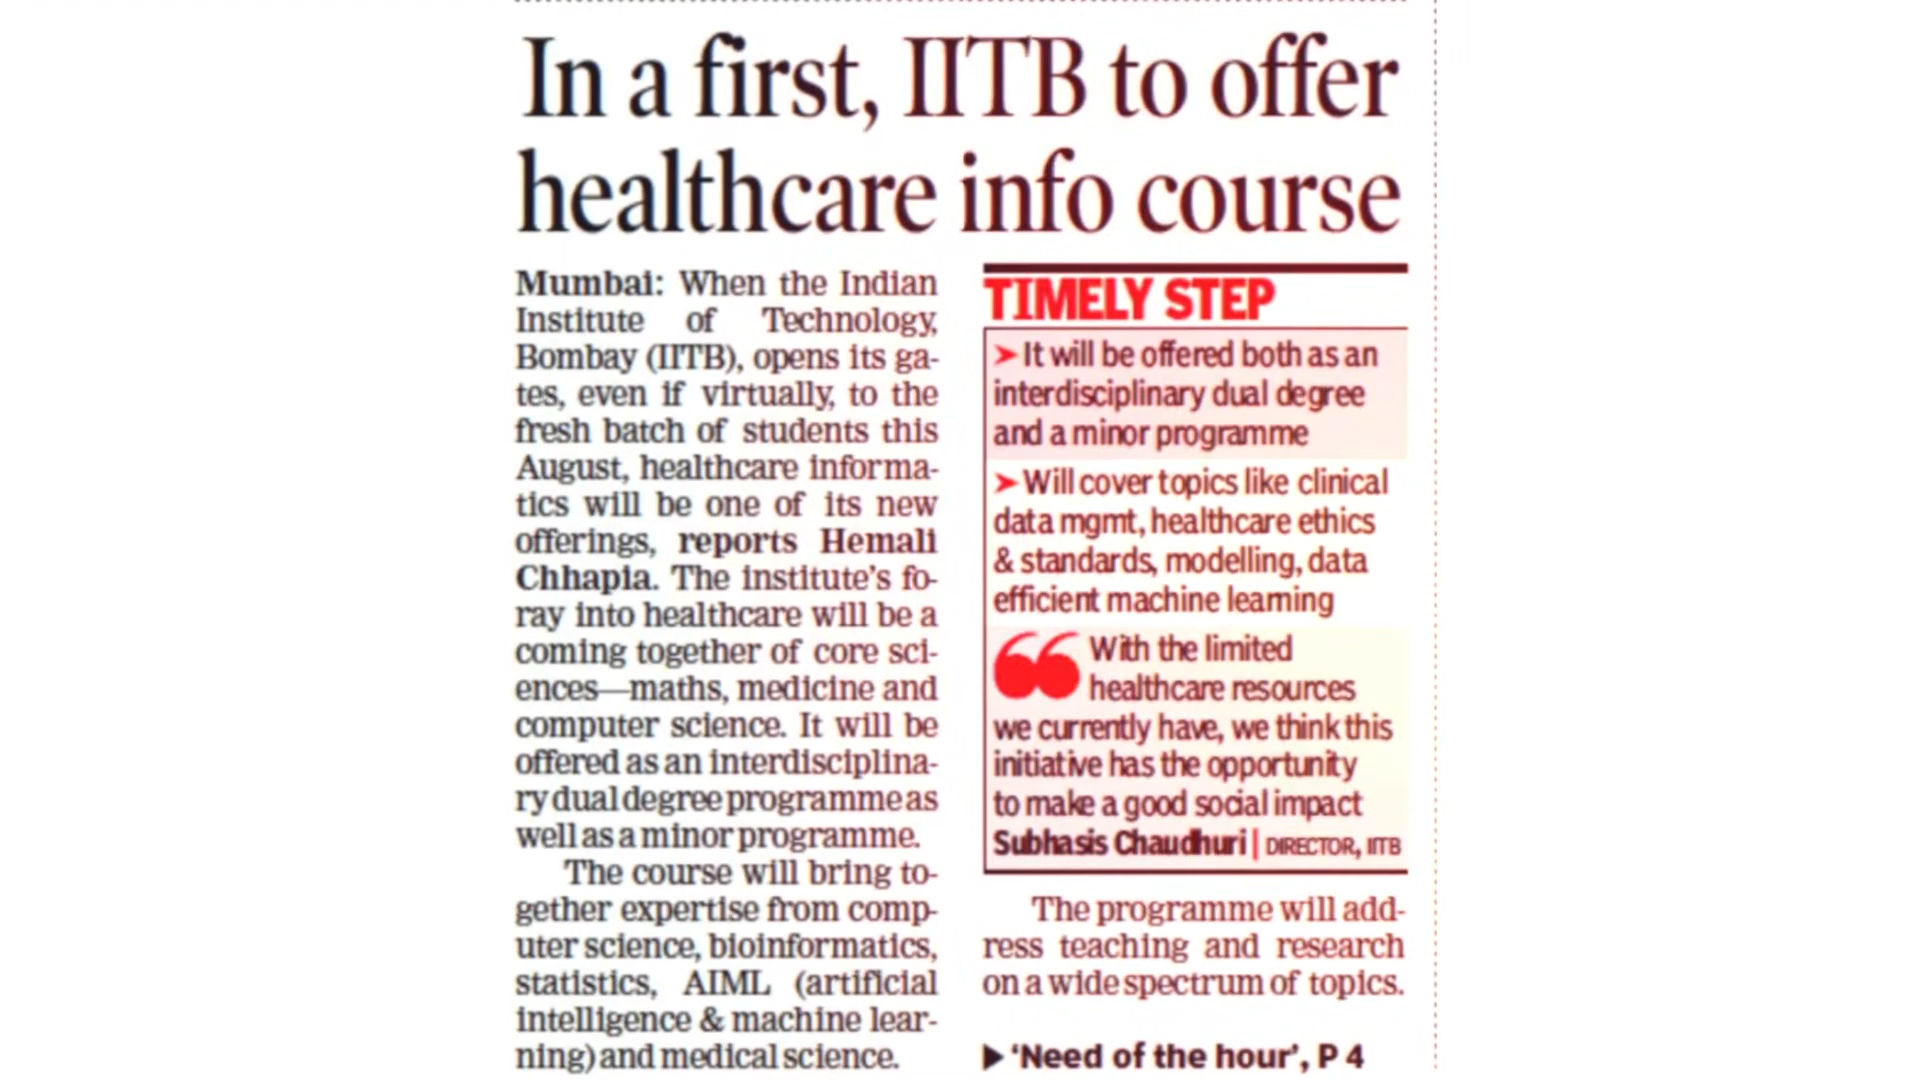 In a first, IITB to offer
healthcare info course
Mumbai: When the Indian
Institute of Technology,
Bombay (IITB), opens its ga-
tes, even if virtually, to the
fresh batch of students this
August, healthcare informa-
tics will be one of its new
offerings, reports Hemali
Chhapia. The institute's fo-
ray into healthcare will be a
coming together of core sci-
ences—maths, medicine and
computer science. It will be
offered as an interdisciplina-
ry dual degree programme as
well as a minor programme.
The course will bring to-
gether expertise from comp-
uter science, bioinformatics,
statistics, AIML (artificial
intelligence & machine lear-
ning) and medical science.
TIMELY STEP
➤ It will be offered both as an
interdisciplinary dual degree
and a minor programme
➤ Will cover topics like clinical
data mgmt, healthcare ethics
& standards, modelling, data
efficient machine learning
“ With the limited
healthcare resources
we currently have, we think this
initiative has the opportunity
to make a good social impact
Subhasis Chaudhuri | DIRECTOR, IITB
The programme will add-
ress teaching and research
on a wide spectrum of topics.
▶ ‘Need of the hour’, P 4